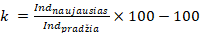 k = Ind_naujausias / Ind_pradžia × 100 − 100